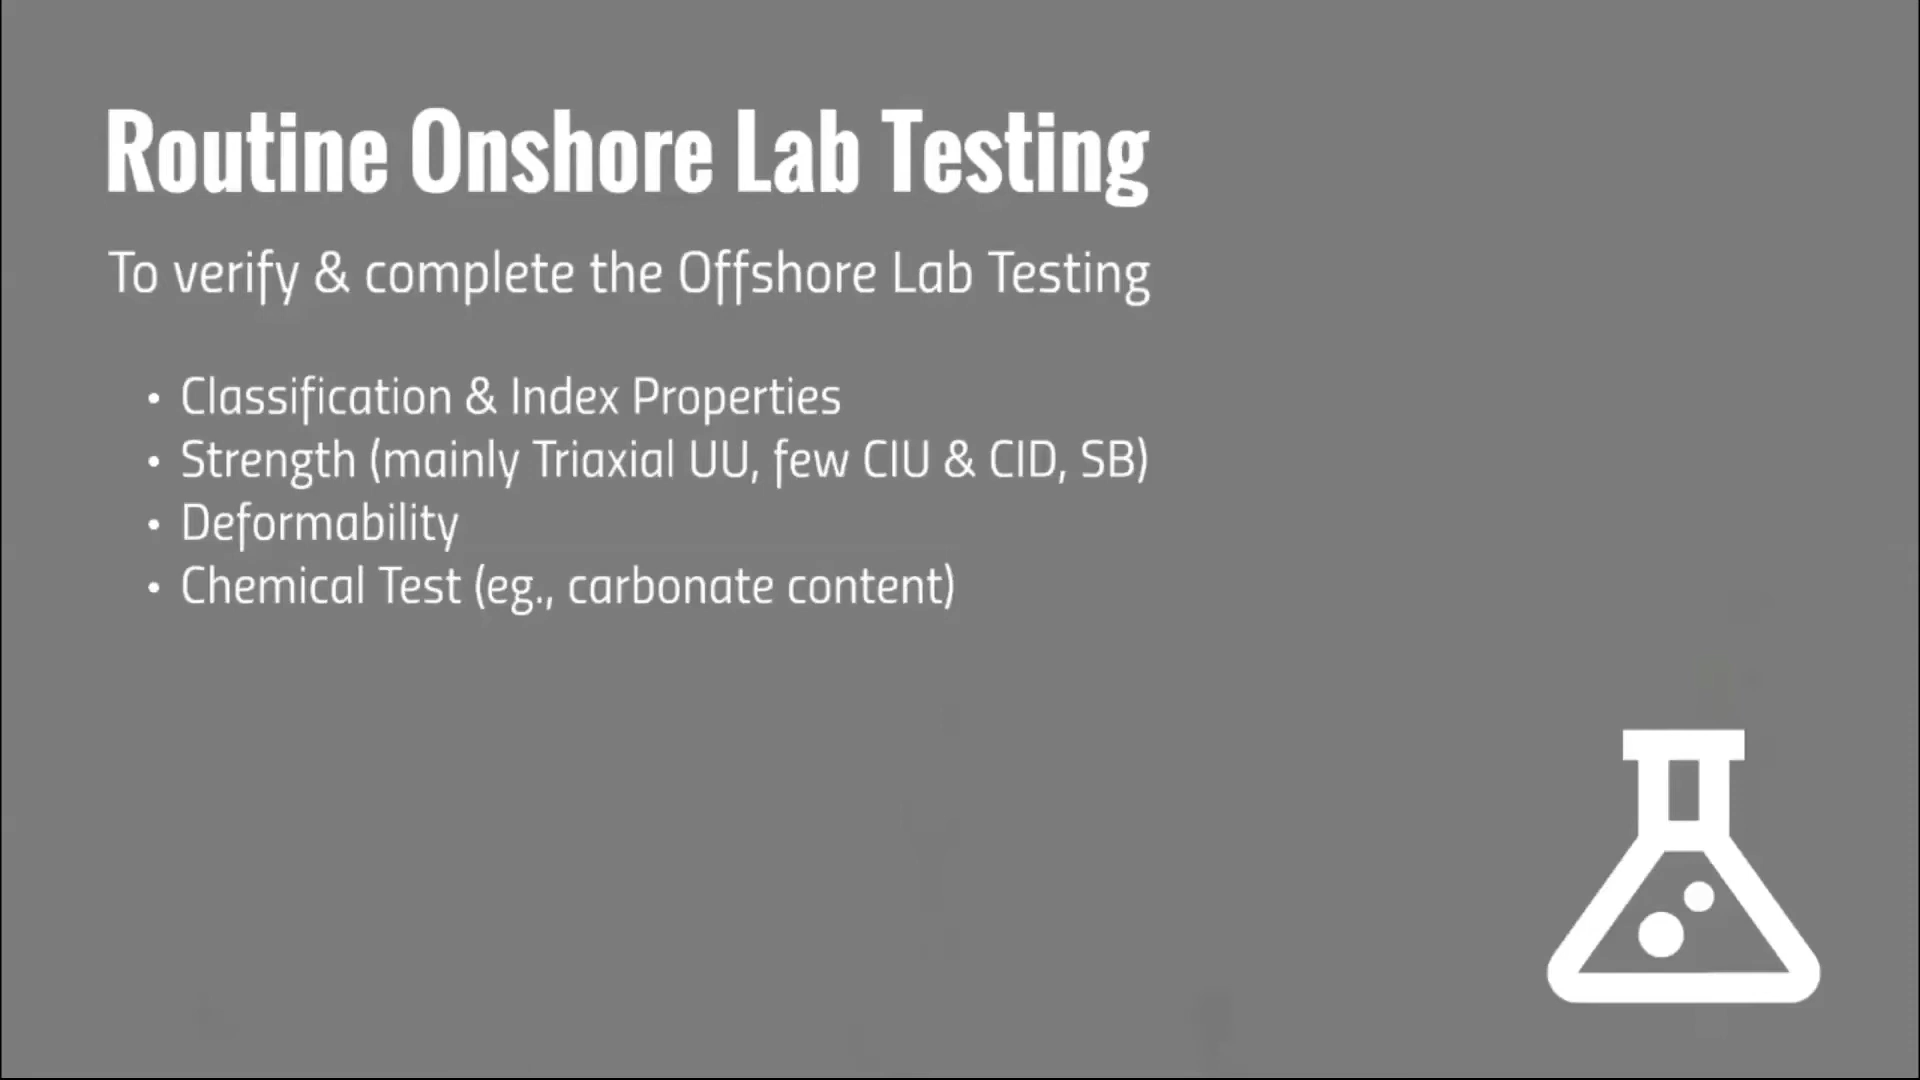 Routine Onshore Lab Testing
To verify & complete the Offshore Lab Testing
• Classification & Index Properties
• Strength (mainly Triaxial UU, few CIU & CID, SB)
• Deformability
• Chemical Test (eg., carbonate content)